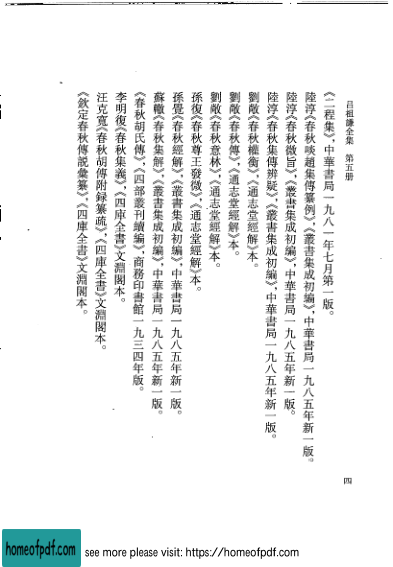 吕祖謙全集　第五册
《二程集》，中華書局一九八一年七月第一版。
陸淳《春秋啖趙集傳纂例》，《叢書集成初編》，中華書局一九八五年新一版。
陸淳《春秋微旨》，《叢書集成初編》，中華書局一九八五年新一版。
陸淳《春秋集傳辨疑》，《叢書集成初編》，中華書局一九八五年新一版。
劉敞《春秋權衡》，《通志堂經解》本。
劉敞《春秋傳》，《通志堂經解》本。
劉敞《春秋意林》，《通志堂經解》本。
孫復《春秋尊王發微》，《通志堂經解》本。
孫覺《春秋經解》，《叢書集成初編》，中華書局一九八五年新一版。
蘇轍《春秋集解》，《叢書集成初編》，中華書局一九八五年新一版。
《春秋胡氏傳》，《四部叢刊續編》，商務印書館一九三四年版。
李明復《春秋集義》，《四庫全書》文淵閣本。
汪克寬《春秋胡傳附録纂疏》，《四庫全書》文淵閣本。
《欽定春秋傳説彙纂》，《四庫全書》文淵閣本。
四
homeofpdf.com
see more please visit: https://homeofpdf.com